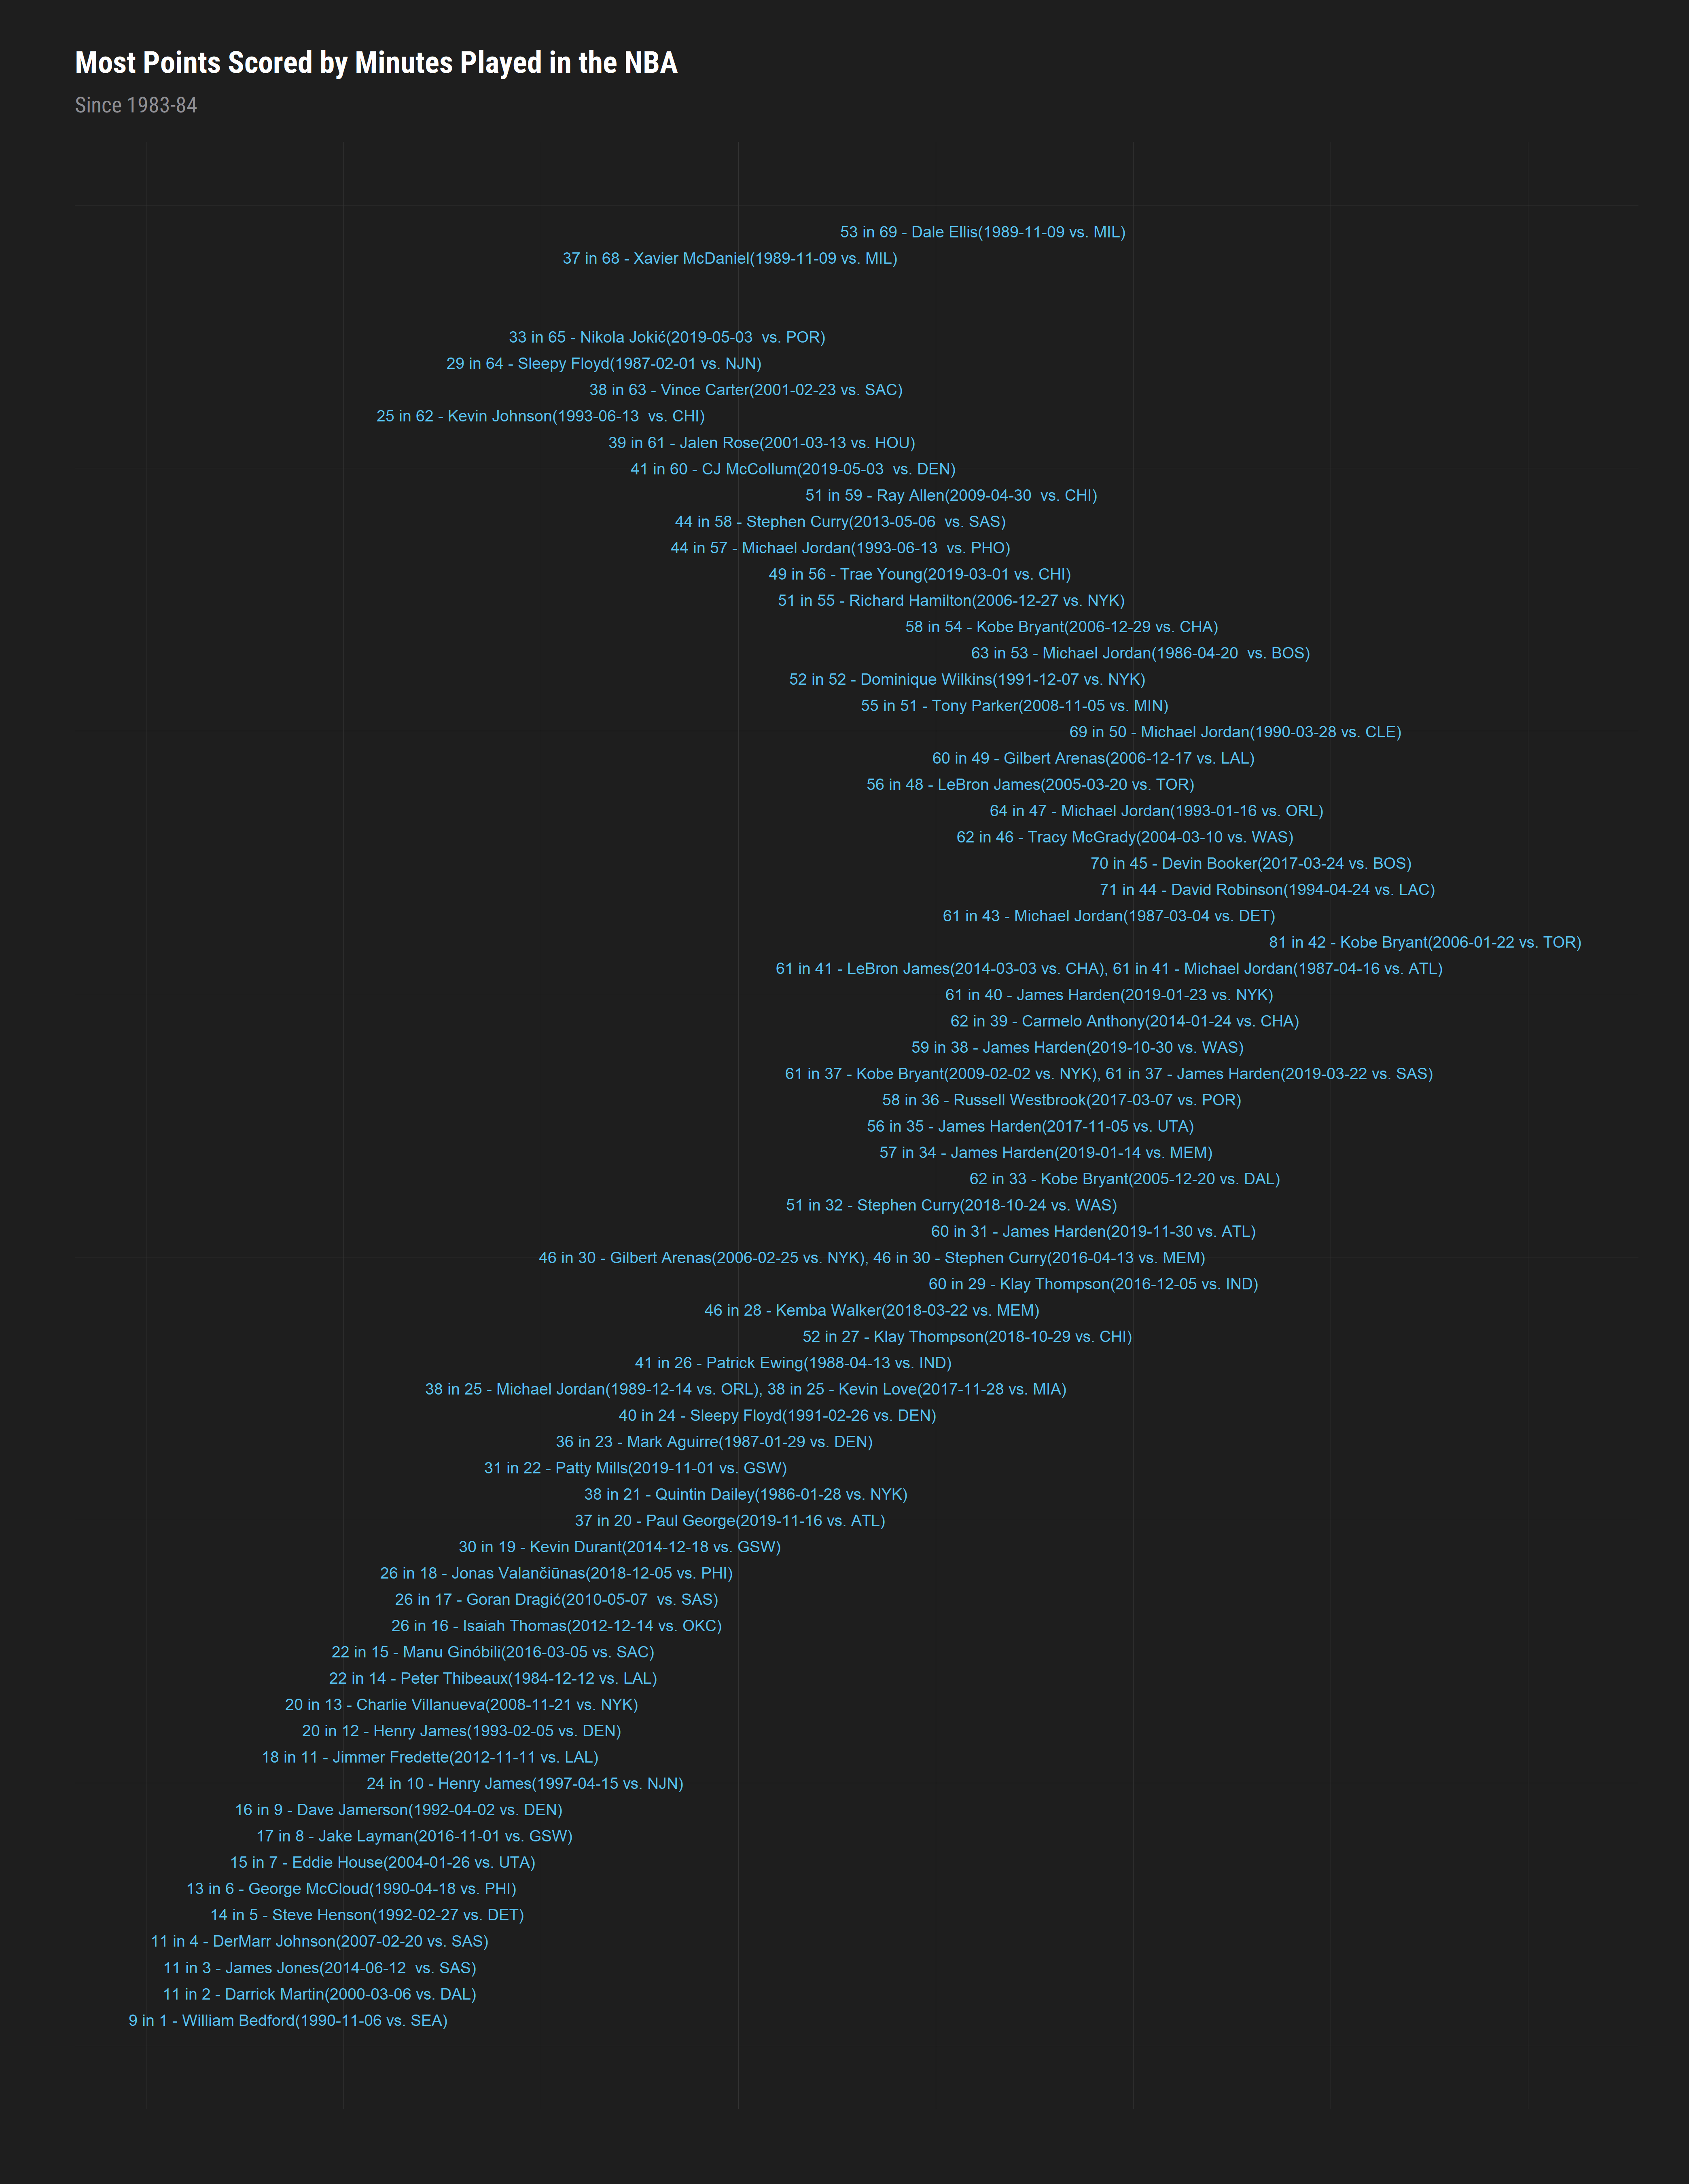 Most Points Scored by Minutes Played in the NBA
Since 1983-84
53 in 69 - Dale Ellis(1989-11-09 vs. MIL)
37 in 68 - Xavier McDaniel(1989-11-09 vs. MIL)
33 in 65 - Nikola Jokić(2019-05-03  vs. POR)
29 in 64 - Sleepy Floyd(1987-02-01 vs. NJN)
38 in 63 - Vince Carter(2001-02-23 vs. SAC)
25 in 62 - Kevin Johnson(1993-06-13  vs. CHI)
39 in 61 - Jalen Rose(2001-03-13 vs. HOU)
41 in 60 - CJ McCollum(2019-05-03  vs. DEN)
51 in 59 - Ray Allen(2009-04-30  vs. CHI)
44 in 58 - Stephen Curry(2013-05-06  vs. SAS)
44 in 57 - Michael Jordan(1993-06-13  vs. PHO)
49 in 56 - Trae Young(2019-03-01 vs. CHI)
51 in 55 - Richard Hamilton(2006-12-27 vs. NYK)
58 in 54 - Kobe Bryant(2006-12-29 vs. CHA)
63 in 53 - Michael Jordan(1986-04-20  vs. BOS)
52 in 52 - Dominique Wilkins(1991-12-07 vs. NYK)
55 in 51 - Tony Parker(2008-11-05 vs. MIN)
69 in 50 - Michael Jordan(1990-03-28 vs. CLE)
60 in 49 - Gilbert Arenas(2006-12-17 vs. LAL)
56 in 48 - LeBron James(2005-03-20 vs. TOR)
64 in 47 - Michael Jordan(1993-01-16 vs. ORL)
62 in 46 - Tracy McGrady(2004-03-10 vs. WAS)
70 in 45 - Devin Booker(2017-03-24 vs. BOS)
71 in 44 - David Robinson(1994-04-24 vs. LAC)
61 in 43 - Michael Jordan(1987-03-04 vs. DET)
81 in 42 - Kobe Bryant(2006-01-22 vs. TOR)
61 in 41 - LeBron James(2014-03-03 vs. CHA), 61 in 41 - Michael Jordan(1987-04-16 vs. ATL)
61 in 40 - James Harden(2019-01-23 vs. NYK)
62 in 39 - Carmelo Anthony(2014-01-24 vs. CHA)
59 in 38 - James Harden(2019-10-30 vs. WAS)
61 in 37 - Kobe Bryant(2009-02-02 vs. NYK), 61 in 37 - James Harden(2019-03-22 vs. SAS)
58 in 36 - Russell Westbrook(2017-03-07 vs. POR)
56 in 35 - James Harden(2017-11-05 vs. UTA)
57 in 34 - James Harden(2019-01-14 vs. MEM)
62 in 33 - Kobe Bryant(2005-12-20 vs. DAL)
51 in 32 - Stephen Curry(2018-10-24 vs. WAS)
60 in 31 - James Harden(2019-11-30 vs. ATL)
46 in 30 - Gilbert Arenas(2006-02-25 vs. NYK), 46 in 30 - Stephen Curry(2016-04-13 vs. MEM)
60 in 29 - Klay Thompson(2016-12-05 vs. IND)
46 in 28 - Kemba Walker(2018-03-22 vs. MEM)
52 in 27 - Klay Thompson(2018-10-29 vs. CHI)
41 in 26 - Patrick Ewing(1988-04-13 vs. IND)
38 in 25 - Michael Jordan(1989-12-14 vs. ORL), 38 in 25 - Kevin Love(2017-11-28 vs. MIA)
40 in 24 - Sleepy Floyd(1991-02-26 vs. DEN)
36 in 23 - Mark Aguirre(1987-01-29 vs. DEN)
31 in 22 - Patty Mills(2019-11-01 vs. GSW)
38 in 21 - Quintin Dailey(1986-01-28 vs. NYK)
37 in 20 - Paul George(2019-11-16 vs. ATL)
30 in 19 - Kevin Durant(2014-12-18 vs. GSW)
26 in 18 - Jonas Valančiūnas(2018-12-05 vs. PHI)
26 in 17 - Goran Dragić(2010-05-07  vs. SAS)
26 in 16 - Isaiah Thomas(2012-12-14 vs. OKC)
22 in 15 - Manu Ginóbili(2016-03-05 vs. SAC)
22 in 14 - Peter Thibeaux(1984-12-12 vs. LAL)
20 in 13 - Charlie Villanueva(2008-11-21 vs. NYK)
20 in 12 - Henry James(1993-02-05 vs. DEN)
18 in 11 - Jimmer Fredette(2012-11-11 vs. LAL)
24 in 10 - Henry James(1997-04-15 vs. NJN)
16 in 9 - Dave Jamerson(1992-04-02 vs. DEN)
17 in 8 - Jake Layman(2016-11-01 vs. GSW)
15 in 7 - Eddie House(2004-01-26 vs. UTA)
13 in 6 - George McCloud(1990-04-18 vs. PHI)
14 in 5 - Steve Henson(1992-02-27 vs. DET)
11 in 4 - DerMarr Johnson(2007-02-20 vs. SAS)
11 in 3 - James Jones(2014-06-12  vs. SAS)
11 in 2 - Darrick Martin(2000-03-06 vs. DAL)
9 in 1 - William Bedford(1990-11-06 vs. SEA)